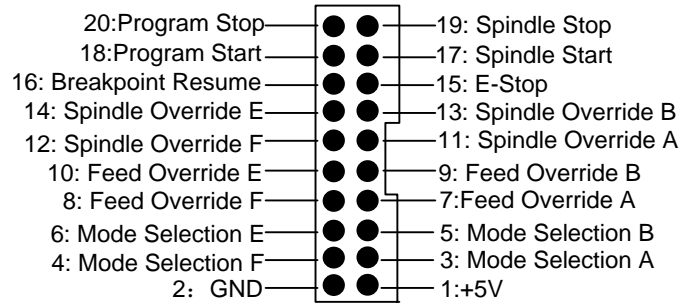 20:Program Stop 19: Spindle Stop
18:Program Start 17: Spindle Start
16: Breakpoint Resume 15: E-Stop
14: Spindle Override E 13: Spindle Override B
12: Spindle Override F 11: Spindle Override A
10: Feed Override E 9: Feed Override B
8: Feed Override F 7:Feed Override A
6: Mode Selection E 5: Mode Selection B
4: Mode Selection F 3: Mode Selection A
2：GND 1:+5V